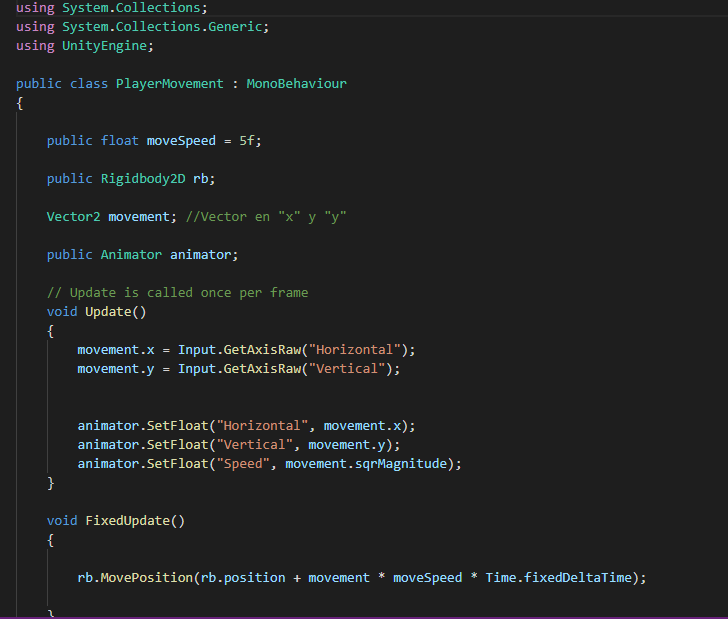 using System.Collections;
using System.Collections.Generic;
using UnityEngine;
public class PlayerMovement : MonoBehaviour
{
public float moveSpeed = 5f;
public Rigidbody2D rb;
Vector2 movement; //Vector en "x" y "y"
public Animator animator;
// Update is called once per frame
void Update()
{
movement.x = Input.GetAxisRaw("Horizontal");
movement.y = Input.GetAxisRaw("Vertical");
animator.SetFloat("Horizontal", movement.x);
animator.SetFloat("Vertical", movement.y);
animator.SetFloat("Speed", movement.sqrMagnitude);
}
void FixedUpdate()
{
rb.MovePosition(rb.position + movement * moveSpeed * Time.fixedDeltaTime);
}